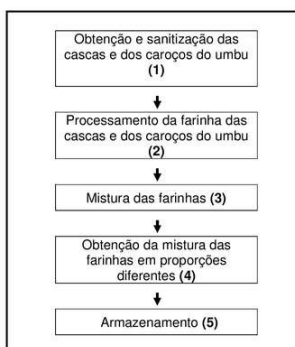 Obtenção e sanitização das
cascas e dos caroços do umbu
(1)
Processamento da farinha das
cascas e dos caroços do umbu
(2)
Mistura das farinhas (3)
Obtenção da mistura das
farinhas em proporções
diferentes (4)
Armazenamento (5)